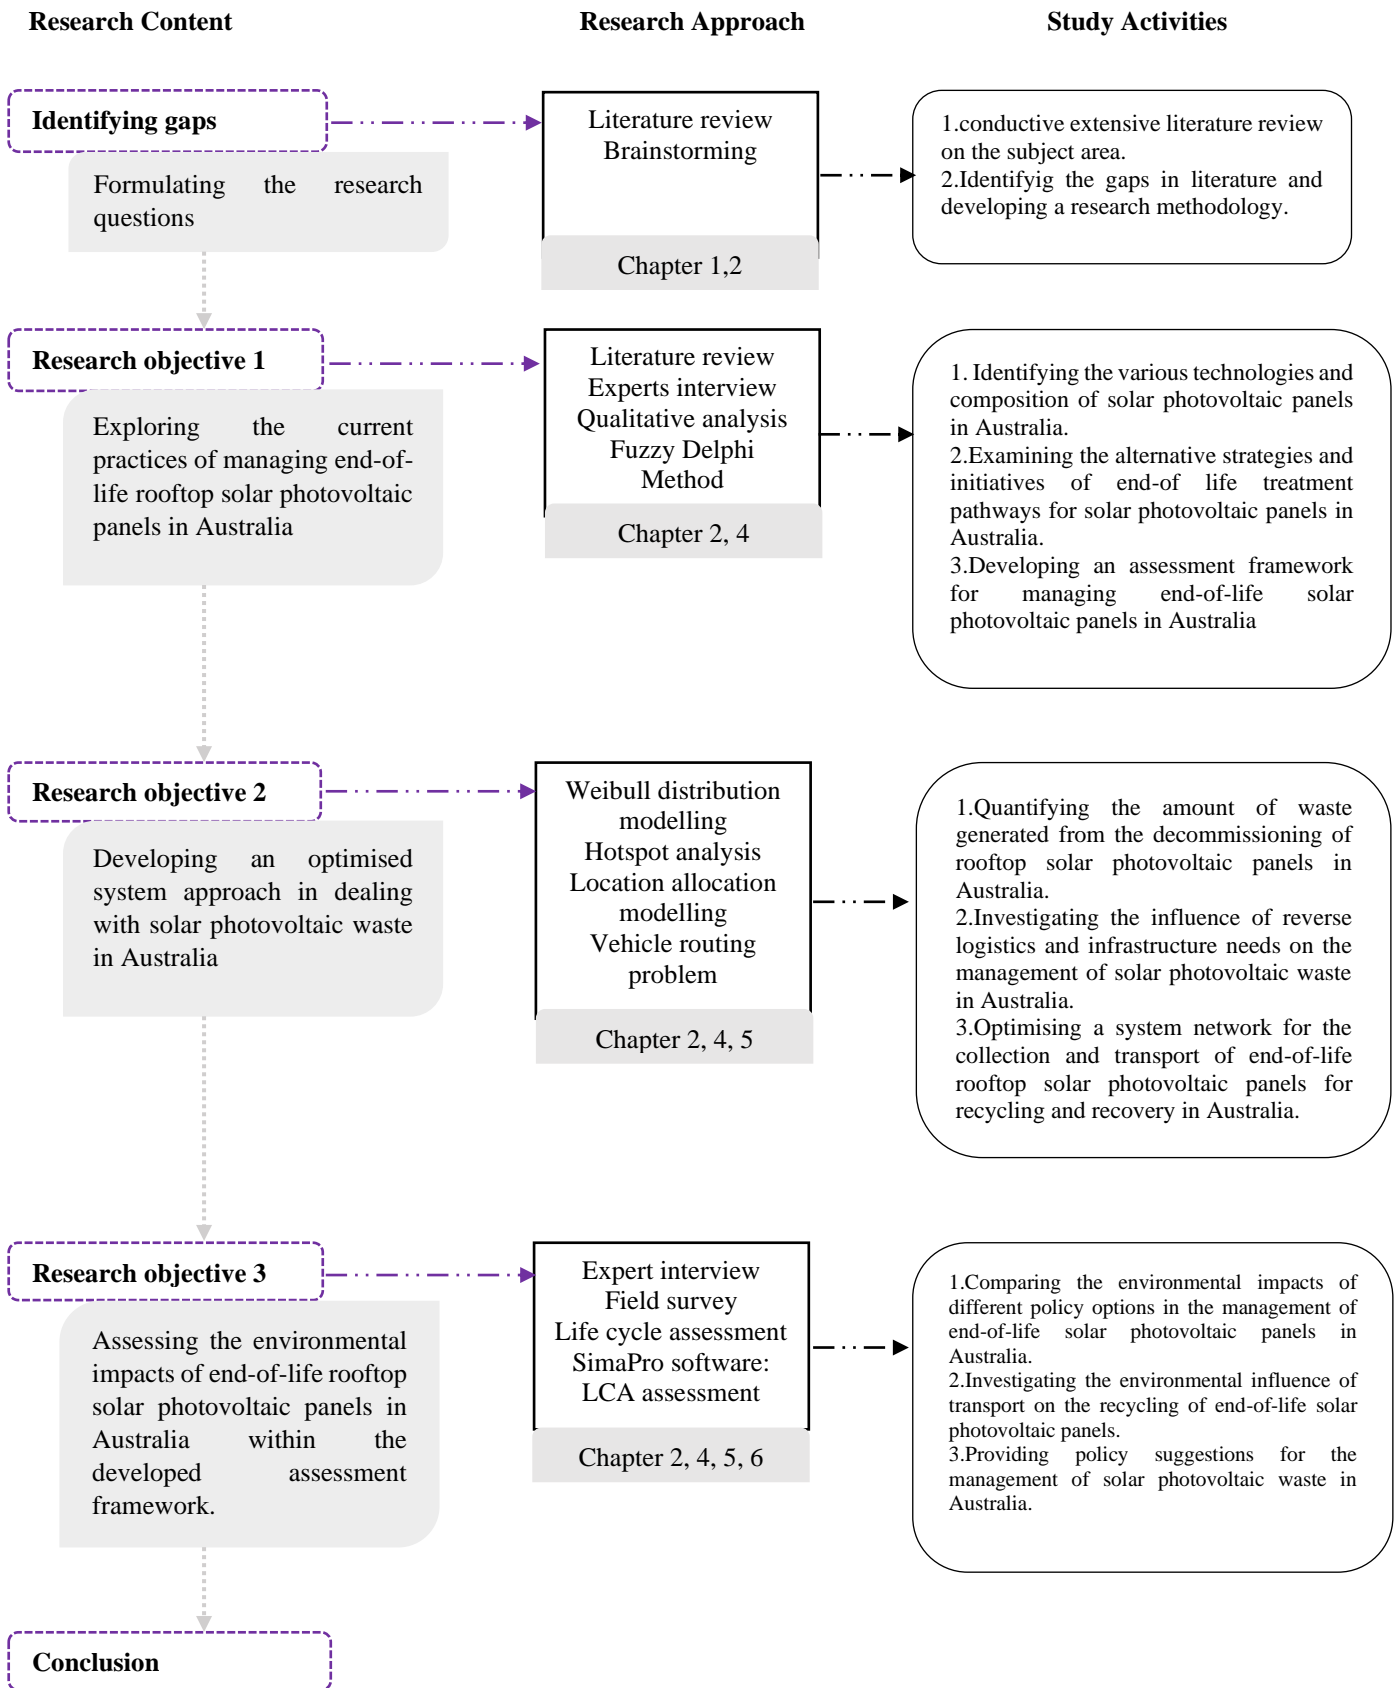 Research Content
Research Approach
Study Activities
Identifying gaps
Formulating the research
questions
Literature review
Brainstorming
Chapter 1,2
1.conductive extensive literature review
on the subject area.
2.Identifyig the gaps in literature and
developing a research methodology.
Research objective 1
Exploring the current
practices of managing end-of-
life rooftop solar photovoltaic
panels in Australia
Literature review
Experts interview
Qualitative analysis
Fuzzy Delphi
Method
Chapter 2, 4
1. Identifying the various technologies and
composition of solar photovoltaic panels
in Australia.
2.Examining the alternative strategies and
initiatives of end-of life treatment
pathways for solar photovoltaic panels in
Australia.
3.Developing an assessment framework
for managing end-of-life solar
photovoltaic panels in Australia
Research objective 2
Developing an optimised
system approach in dealing
with solar photovoltaic waste
in Australia
Weibull distribution
modelling
Hotspot analysis
Location allocation
modelling
Vehicle routing
problem
Chapter 2, 4, 5
1.Quantifying the amount of waste
generated from the decommissioning of
rooftop solar photovoltaic panels in
Australia.
2.Investigating the influence of reverse
logistics and infrastructure needs on the
management of solar photovoltaic waste
in Australia.
3.Optimising a system network for the
collection and transport of end-of-life
rooftop solar photovoltaic panels for
recycling and recovery in Australia.
Research objective 3
Assessing the environmental
impacts of end-of-life rooftop
solar photovoltaic panels in
Australia within the
developed assessment
framework.
Expert interview
Field survey
Life cycle assessment
SimaPro software:
LCA assessment
Chapter 2, 4, 5, 6
1.Comparing the environmental impacts of
different policy options in the management of
end-of-life solar photovoltaic panels in
Australia.
2.Investigating the environmental influence of
transport on the recycling of end-of-life solar
photovoltaic panels.
3.Providing policy suggestions for the
management of solar photovoltaic waste in
Australia.
Conclusion